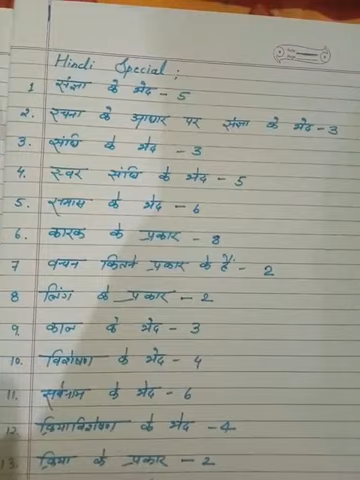 Hindi Special ;
1 संज्ञा के भेद - 5
2. रचना के आधार पर संज्ञा के भेद - 3
3. संधि के भेद - 3
4. स्वर संधि के भेद - 5
5. समास के भेद - 6
6. कारक के प्रकार - 8
7 वचन कितने प्रकार के हैं - 2
8 लिंग के प्रकार - 2
9. काल के भेद - 3
10. विशेषण के भेद - 4
11. सर्वनाम के भेद - 6
12. क्रियाविशेषण के भेद - 4
13. क्रिया के प्रकार - 2